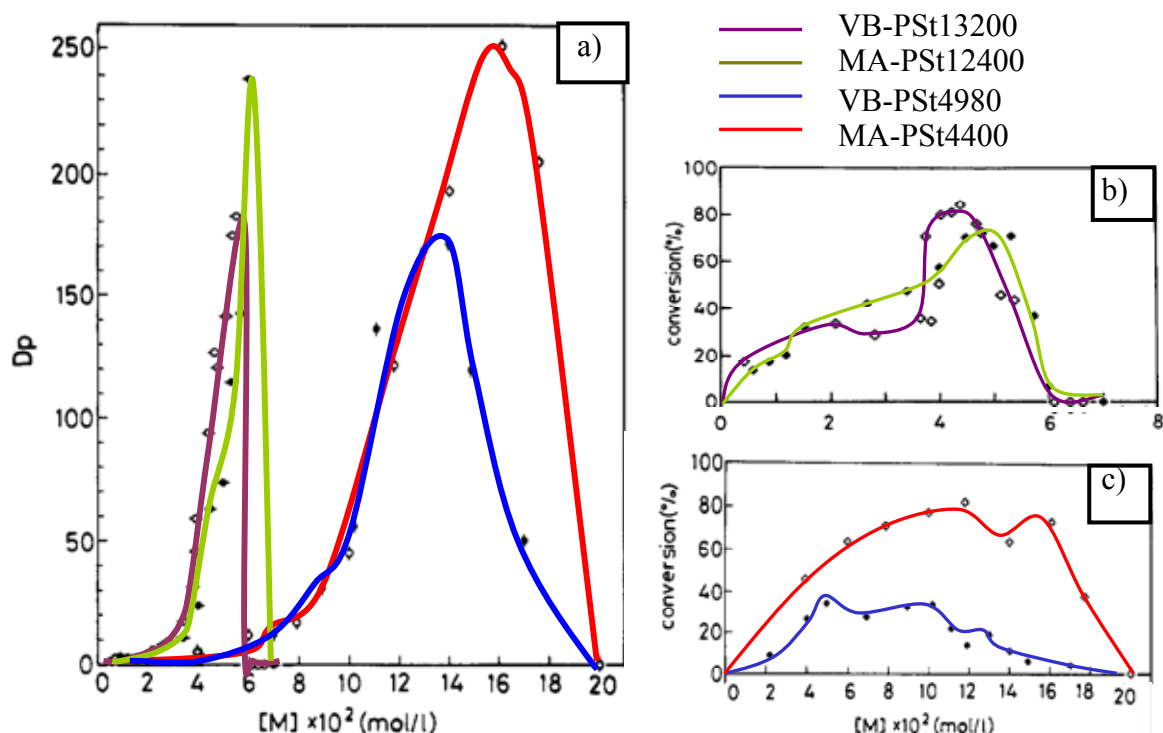 a)
250
200
150
100
50
0
Dp
0 2 4 6 8 10 12 14 16 18 20
[M] ×10² (mol/l)
VB-PSt13200
MA-PSt12400
VB-PSt4980
MA-PSt4400
b)
100
80
60
40
20
0
conversion(%)
0 2 4 6 8
c)
80
60
40
20
0
conversion(%)
0 2 4 6 8 10 12 14 16 18 20
[M] ×10² (mol/l)